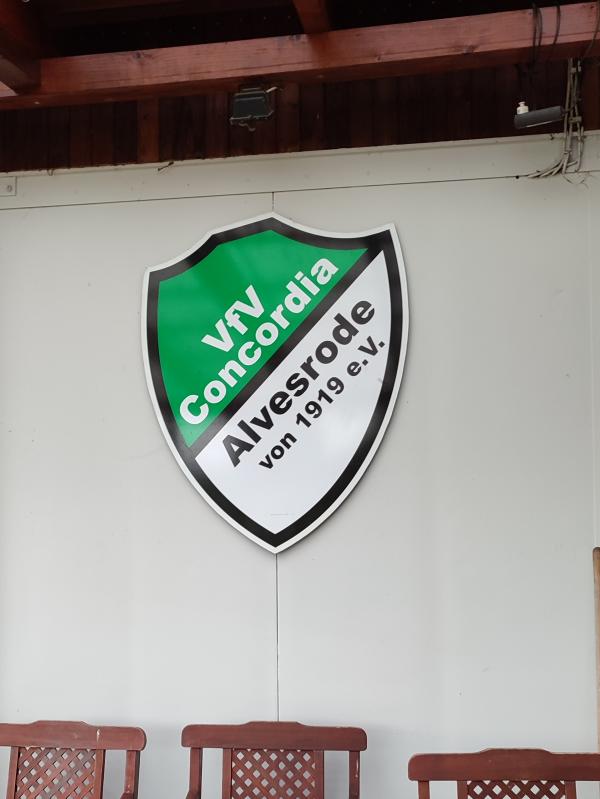 VfV
Concordia
Alvesrode
von 1919 e.V.